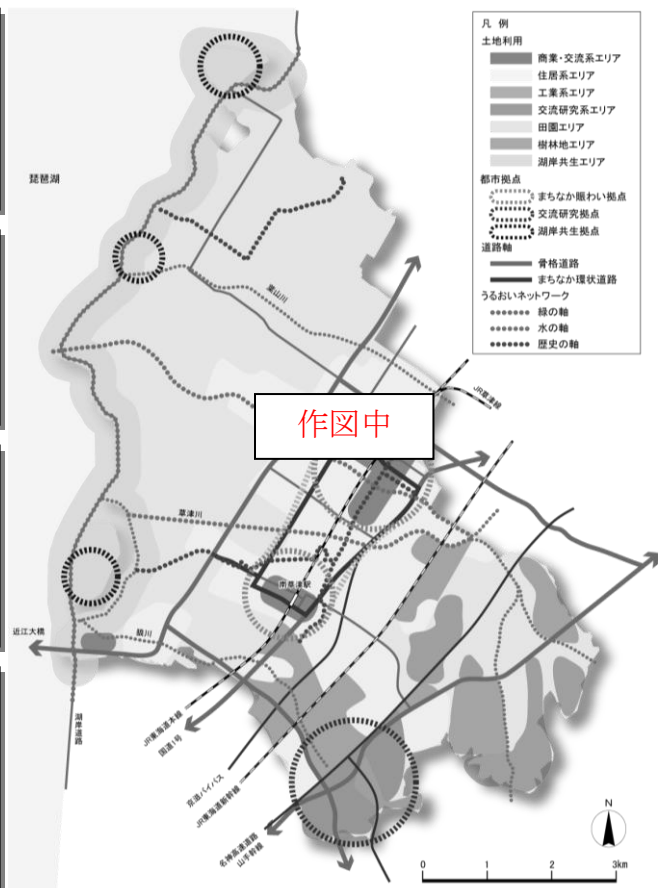 凡 例
土地利用
商業・交流系エリア
住居系エリア
工業系エリア
交流研究系エリア
田園エリア
樹林地エリア
湖岸共生エリア
都市拠点
まちなか賑わい拠点
交流研究拠点
湖岸共生拠点
道路軸
骨格道路
まちなか環状道路
うるおいネットワーク
緑の軸
水の軸
歴史の軸
琵琶湖
葉山川
JR草津線
作図中
草津川
南草津駅
近江大橋
狼川
湖岸道路
JR東海道本線
国道1号
京滋バイパス
JR東海道新幹線
名神高速道路
山手幹線
N
0 1 2 3km